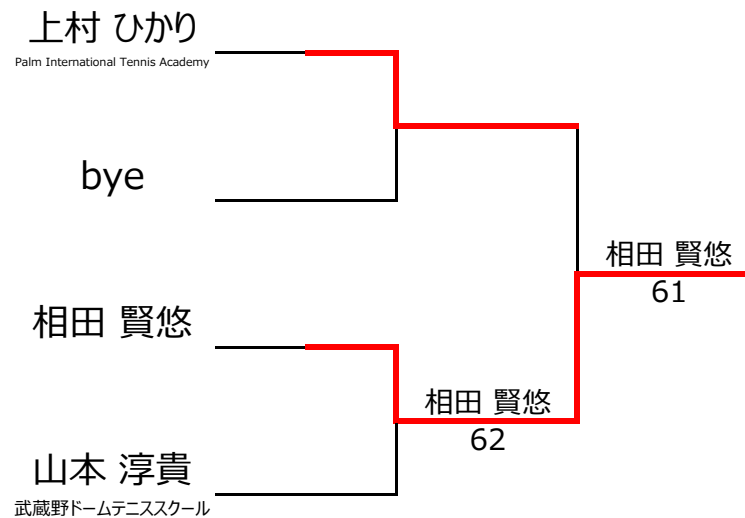 上村 ひかり
Palm International Tennis Academy
bye
相田 賢悠
61
相田 賢悠
相田 賢悠
62
山本 淳貴
武蔵野ドームテニススクール